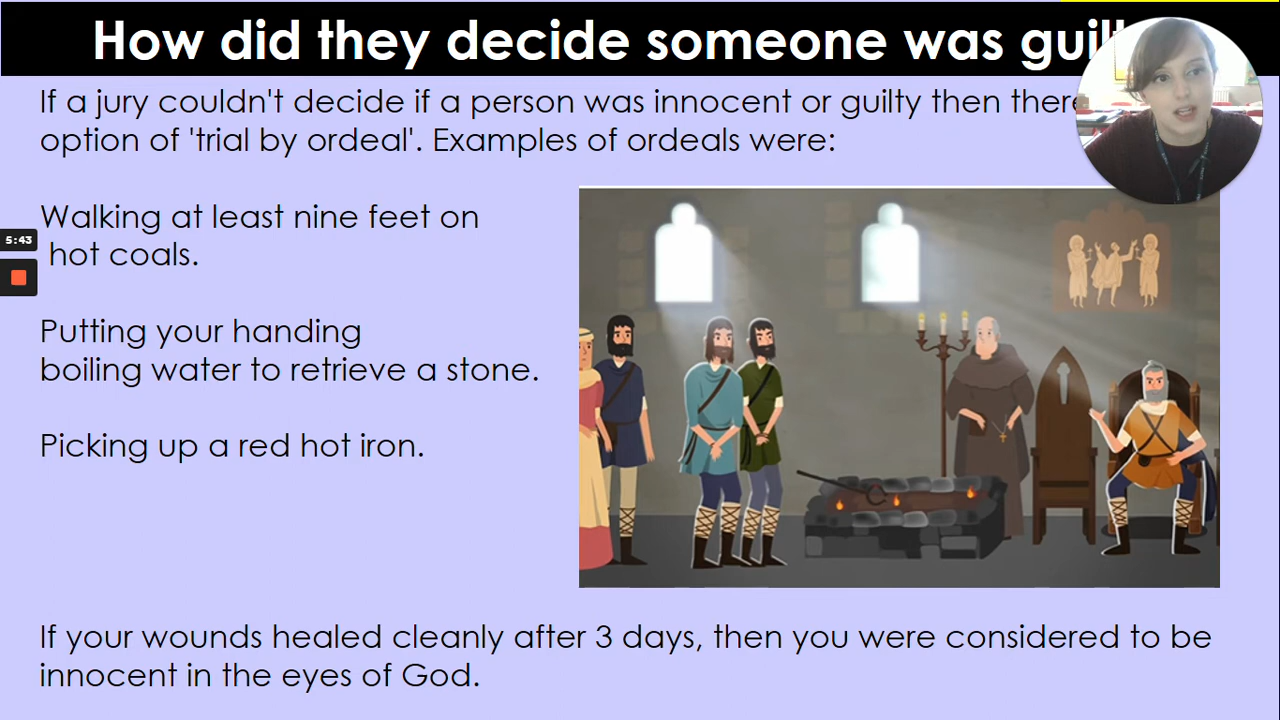 How did they decide someone was guilt
If a jury couldn't decide if a person was innocent or guilty then there
option of 'trial by ordeal'. Examples of ordeals were:
Walking at least nine feet on
hot coals.
5:43
Putting your handing
boiling water to retrieve a stone.
Picking up a red hot iron.
If your wounds healed cleanly after 3 days, then you were considered to be
innocent in the eyes of God.